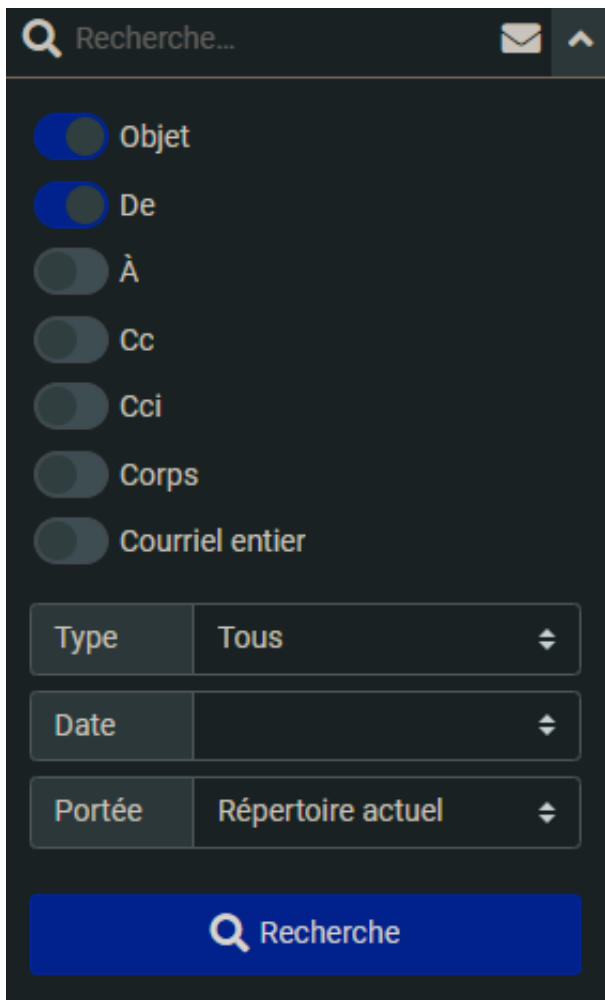 Recherche...
Objet
De
À
Cc
Cci
Corps
Courriel entier
Type Tous
Date
Portée Répertoire actuel
Recherche